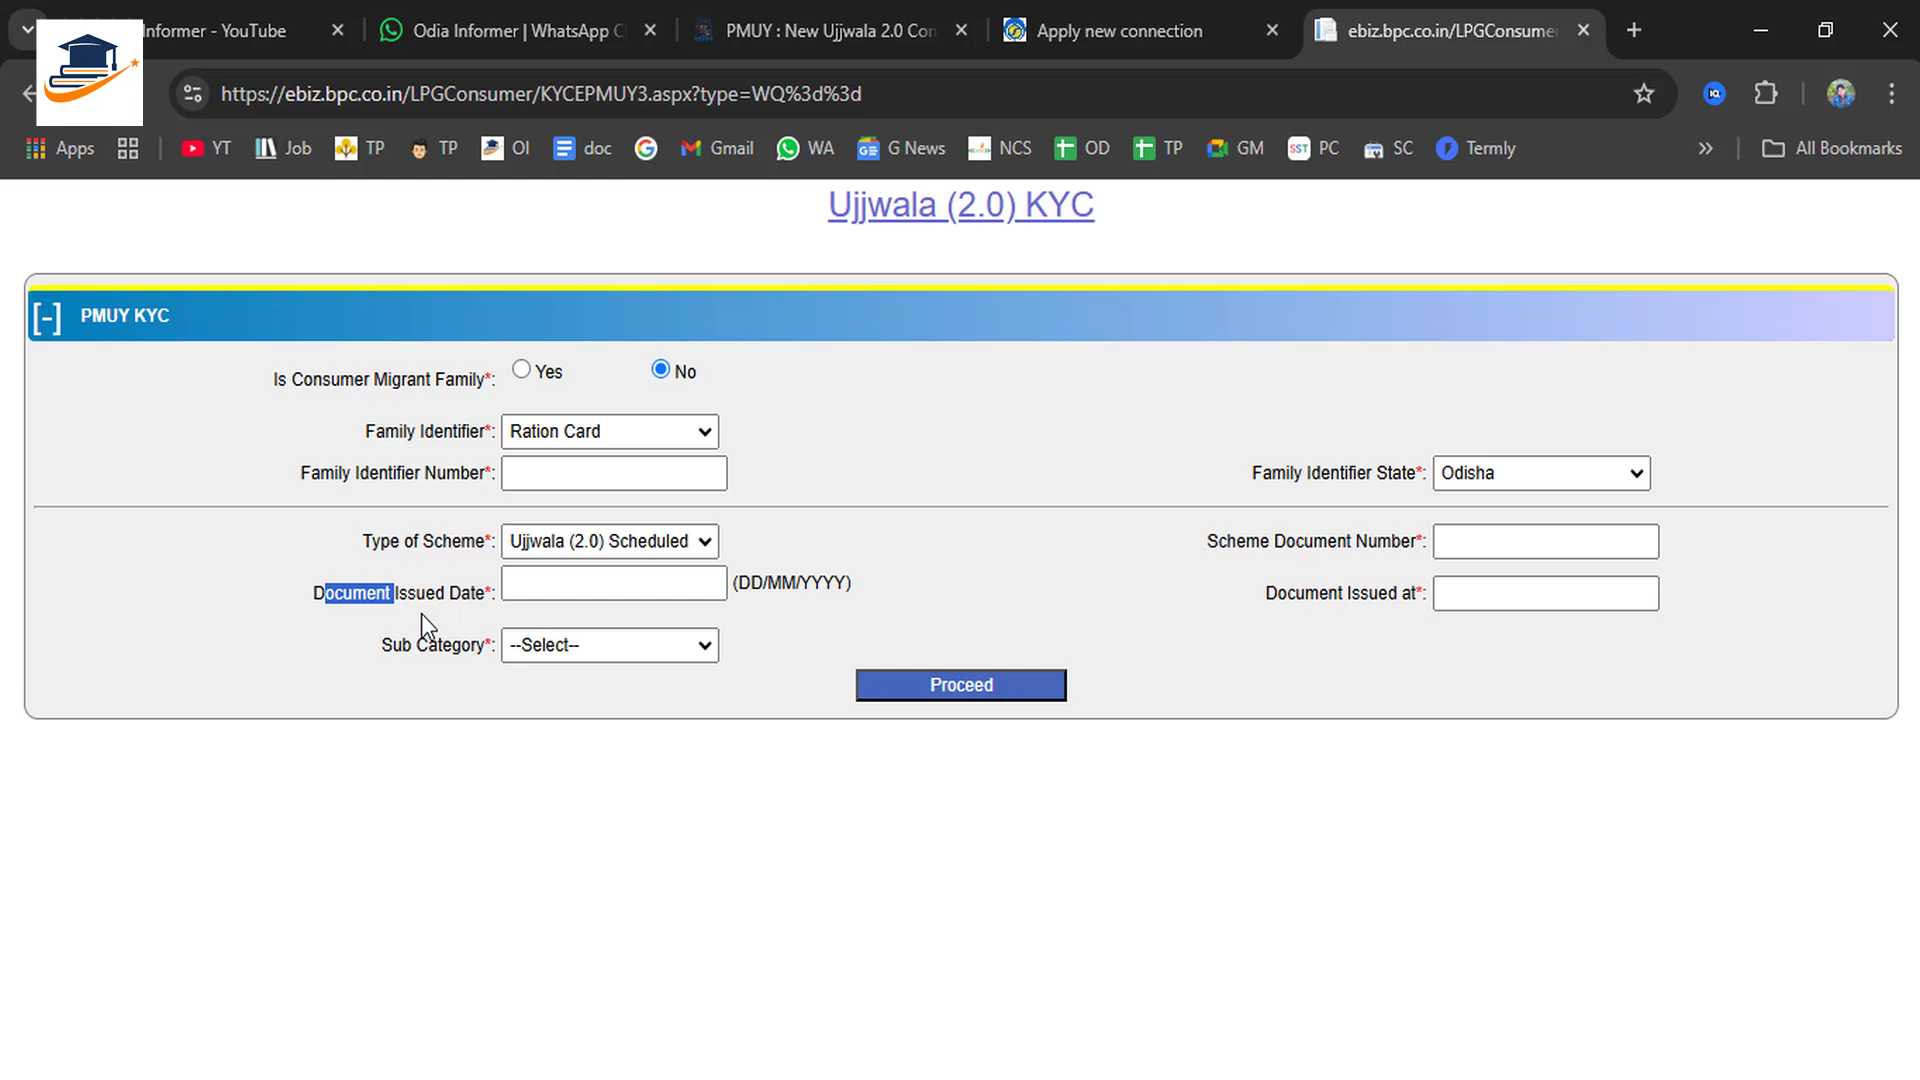 Informer - YouTube
Odia Informer | WhatsApp C
PMUY : New Ujjwala 2.0 Con
Apply new connection
ebiz.bpc.co.in/LPGConsume
https://ebiz.bpc.co.in/LPGConsumer/KYCEPMUY3.aspx?type=WQ%3d%3d
Apps YT Job TP TP OI doc Gmail WA G News NCS OD TP GM SST PC SC Termly » All Bookmarks
Ujjwala (2.0) KYC
[-] PMUY KYC
Is Consumer Migrant Family*: Yes No
Family Identifier*: Ration Card
Family Identifier Number*: Family Identifier State*: Odisha
Type of Scheme*: Ujjwala (2.0) Scheduled Scheme Document Number*:
Document Issued Date*: (DD/MM/YYYY) Document Issued at*:
Sub Category*: --Select--
Proceed